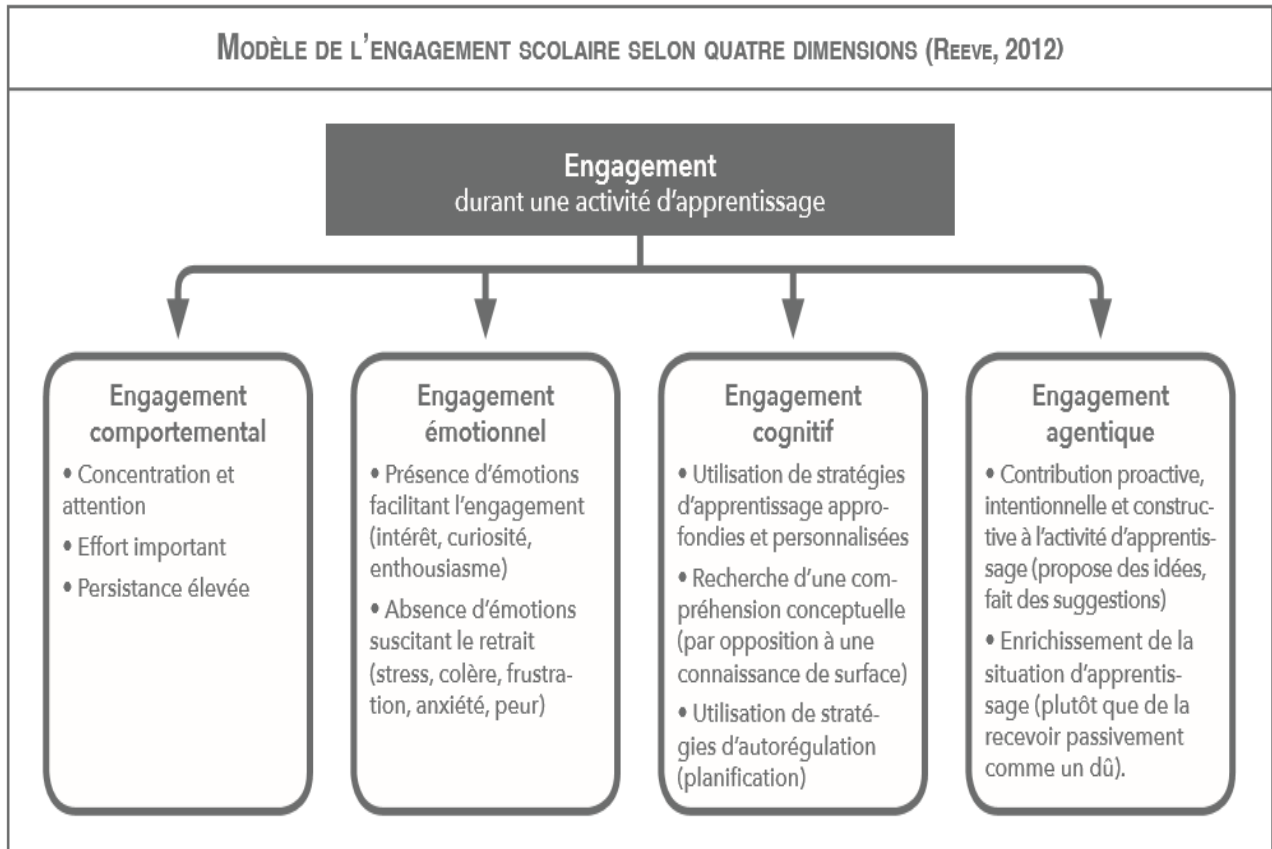 MODÈLE DE L'ENGAGEMENT SCOLAIRE SELON QUATRE DIMENSIONS (REEVE, 2012)
Engagement
durant une activité d'apprentissage
Engagement
comportemental
• Concentration et
attention
• Effort important
• Persistance élevée
Engagement
émotionnel
• Présence d'émotions
facilitant l'engagement
(intérêt, curiosité,
enthousiasme)
• Absence d'émotions
suscitant le retrait
(stress, colère, frustra-
tion, anxiété, peur)
Engagement
cognitif
• Utilisation de stratégies
d'apprentissage appro-
fondies et personnalisées
• Recherche d'une com-
préhension conceptuelle
(par opposition à une
connaissance de surface)
• Utilisation de straté-
gies d'autorégulation
(planification)
Engagement
agentique
• Contribution proactive,
intentionnelle et construc-
tive à l'activité d'apprentis-
sage (propose des idées,
fait des suggestions)
• Enrichissement de la
situation d'apprentis-
sage (plutôt que de la
recevoir passivement
comme un dû).